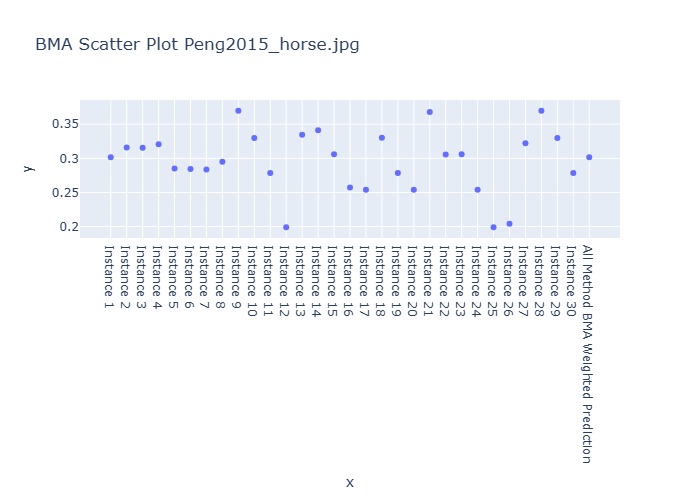 BMA Scatter Plot Peng2015_horse.jpg
0.35
0.3
0.25
0.2
y
Instance 1
Instance 2
Instance 3
Instance 4
Instance 5
Instance 6
Instance 7
Instance 8
Instance 9
Instance 10
Instance 11
Instance 12
Instance 13
Instance 14
Instance 15
Instance 16
Instance 17
Instance 18
Instance 19
Instance 20
Instance 21
Instance 22
Instance 23
Instance 24
Instance 25
Instance 26
Instance 27
Instance 28
Instance 29
Instance 30
All Method BMA Weighted Prediction
x